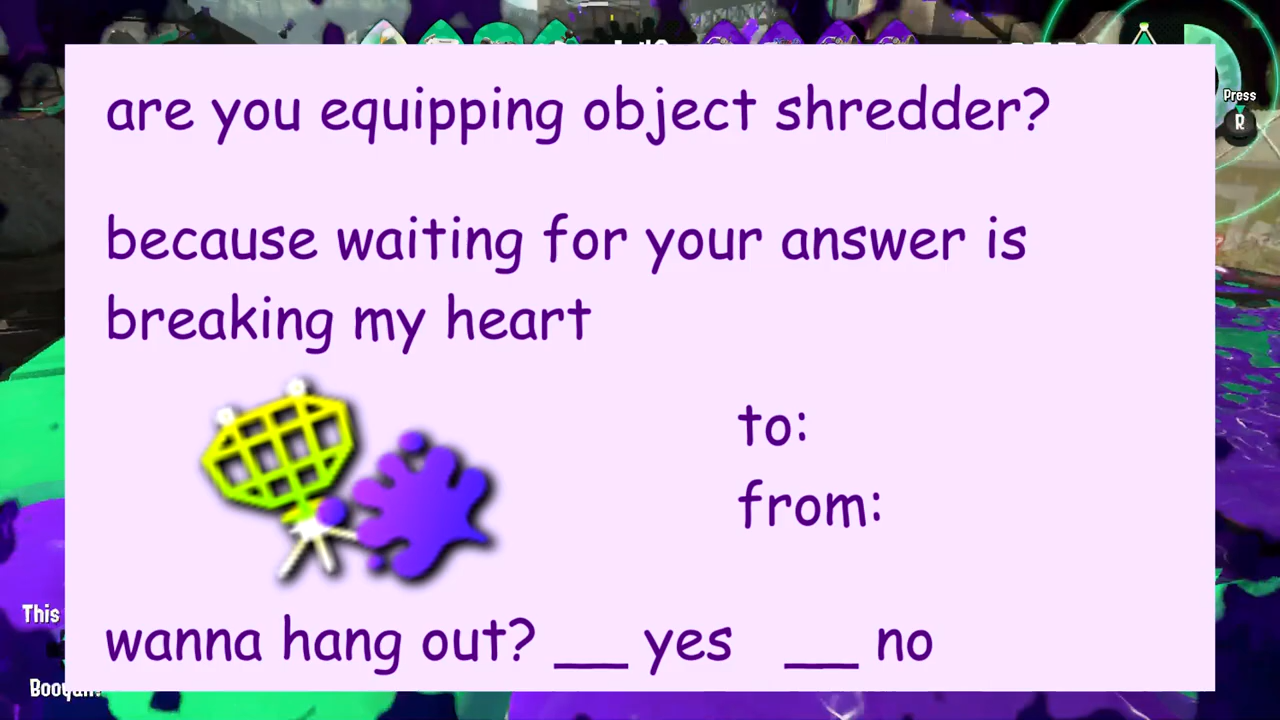 Press
R
are you equipping object shredder?
because waiting for your answer is
breaking my heart
to:
from:
This
wanna hang out? __ yes __ no